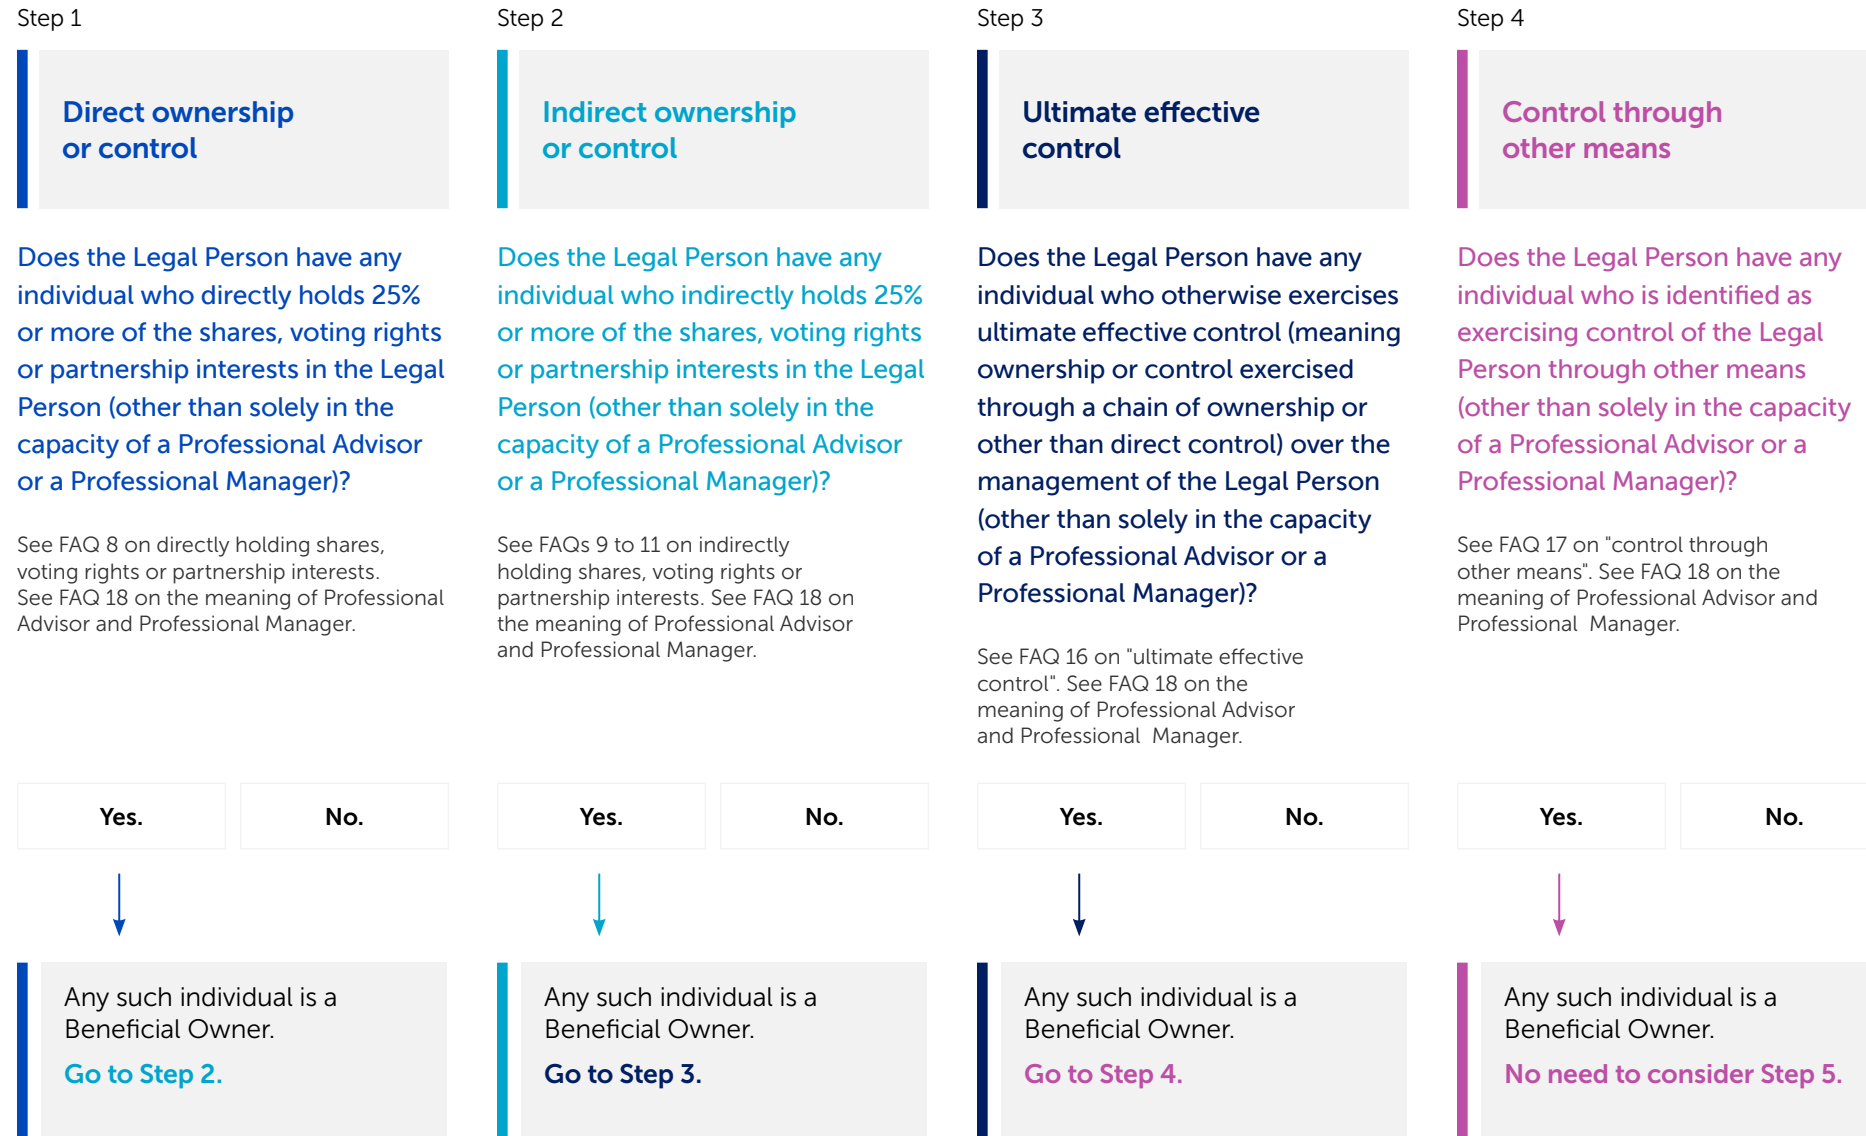 Step 1
Direct ownership
or control
Does the Legal Person have any
individual who directly holds 25%
or more of the shares, voting rights
or partnership interests in the Legal
Person (other than solely in the
capacity of a Professional Advisor
or a Professional Manager)?
See FAQ 8 on directly holding shares,
voting rights or partnership interests.
See FAQ 18 on the meaning of Professional
Advisor and Professional Manager.
Yes.
No.
Any such individual is a
Beneficial Owner.
Go to Step 2.
Step 2
Indirect ownership
or control
Does the Legal Person have any
individual who indirectly holds 25%
or more of the shares, voting rights
or partnership interests in the Legal
Person (other than solely in the
capacity of a Professional Advisor
or a Professional Manager)?
See FAQs 9 to 11 on indirectly
holding shares, voting rights or
partnership interests. See FAQ 18 on
the meaning of Professional Advisor
and Professional Manager.
Yes.
No.
Any such individual is a
Beneficial Owner.
Go to Step 3.
Step 3
Ultimate effective
control
Does the Legal Person have any
individual who otherwise exercises
ultimate effective control (meaning
ownership or control exercised
through a chain of ownership or
other than direct control) over the
management of the Legal Person
(other than solely in the capacity
of a Professional Advisor or a
Professional Manager)?
See FAQ 16 on "ultimate effective
control". See FAQ 18 on the
meaning of Professional Advisor
and Professional Manager.
Yes.
No.
Any such individual is a
Beneficial Owner.
Go to Step 4.
Step 4
Control through
other means
Does the Legal Person have any
individual who is identified as
exercising control of the Legal
Person through other means
(other than solely in the capacity
of a Professional Advisor or a
Professional Manager)?
See FAQ 17 on "control through
other means". See FAQ 18 on the
meaning of Professional Advisor and
Professional Manager.
Yes.
No.
Any such individual is a
Beneficial Owner.
No need to consider Step 5.